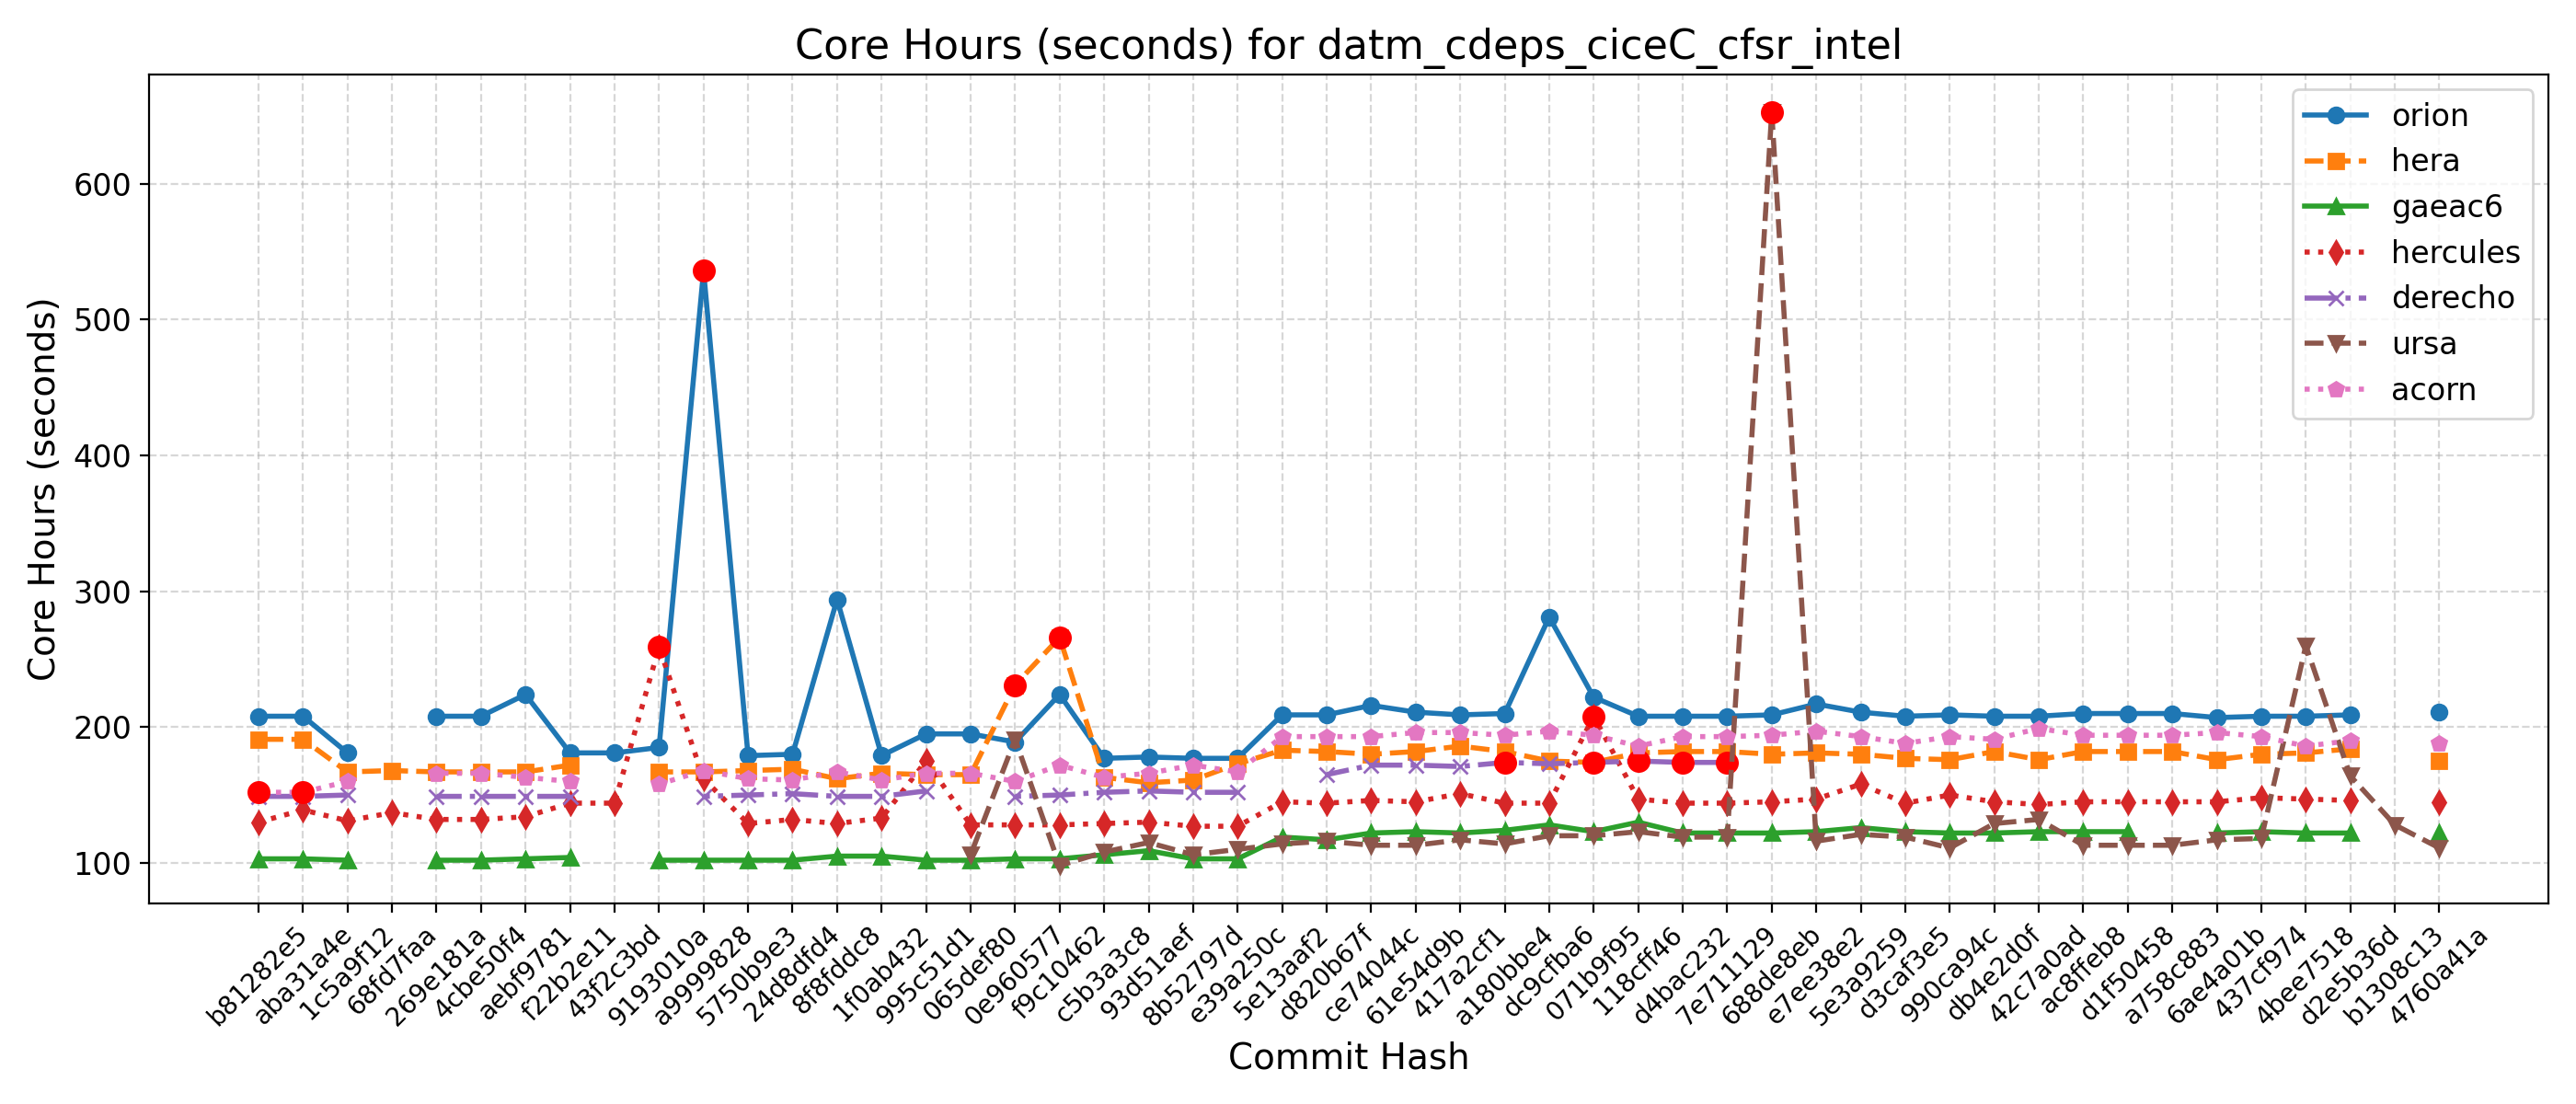 Core Hours (seconds) for datm_cdeps_ciceC_cfsr_intel
Core Hours (seconds)
600
500
400
300
200
100
orion
hera
gaeac6
hercules
derecho
ursa
acorn
b81282e5
aba31a4e
1c5a9f12
68fd7faa
269e181a
4cbe50f4
aebf9781
f22b2e11
43f2c3bd
9193010a
a9999828
5750b9e3
24d8dfd4
8f8fddc8
1f0ab432
995c51d1
065def80
0e960577
f9c10462
c5b3a3c8
93d51aef
8b52797d
e39a250c
5e13aaf2
d820b67f
ce74044c
61e54d9b
417a2cf1
a180bbe4
dc9cfba6
071b9f95
118cff46
d4bac232
7e711129
688de8eb
e7ee38e2
5e3a9259
d3caf3e5
990ca94c
db4e2d0f
42c7a0ad
ac8ffeb8
d1f50458
a758c883
6ae4a01b
437cf974
4bee7518
d2e5b36d
b1308c13
4760a41a
Commit Hash